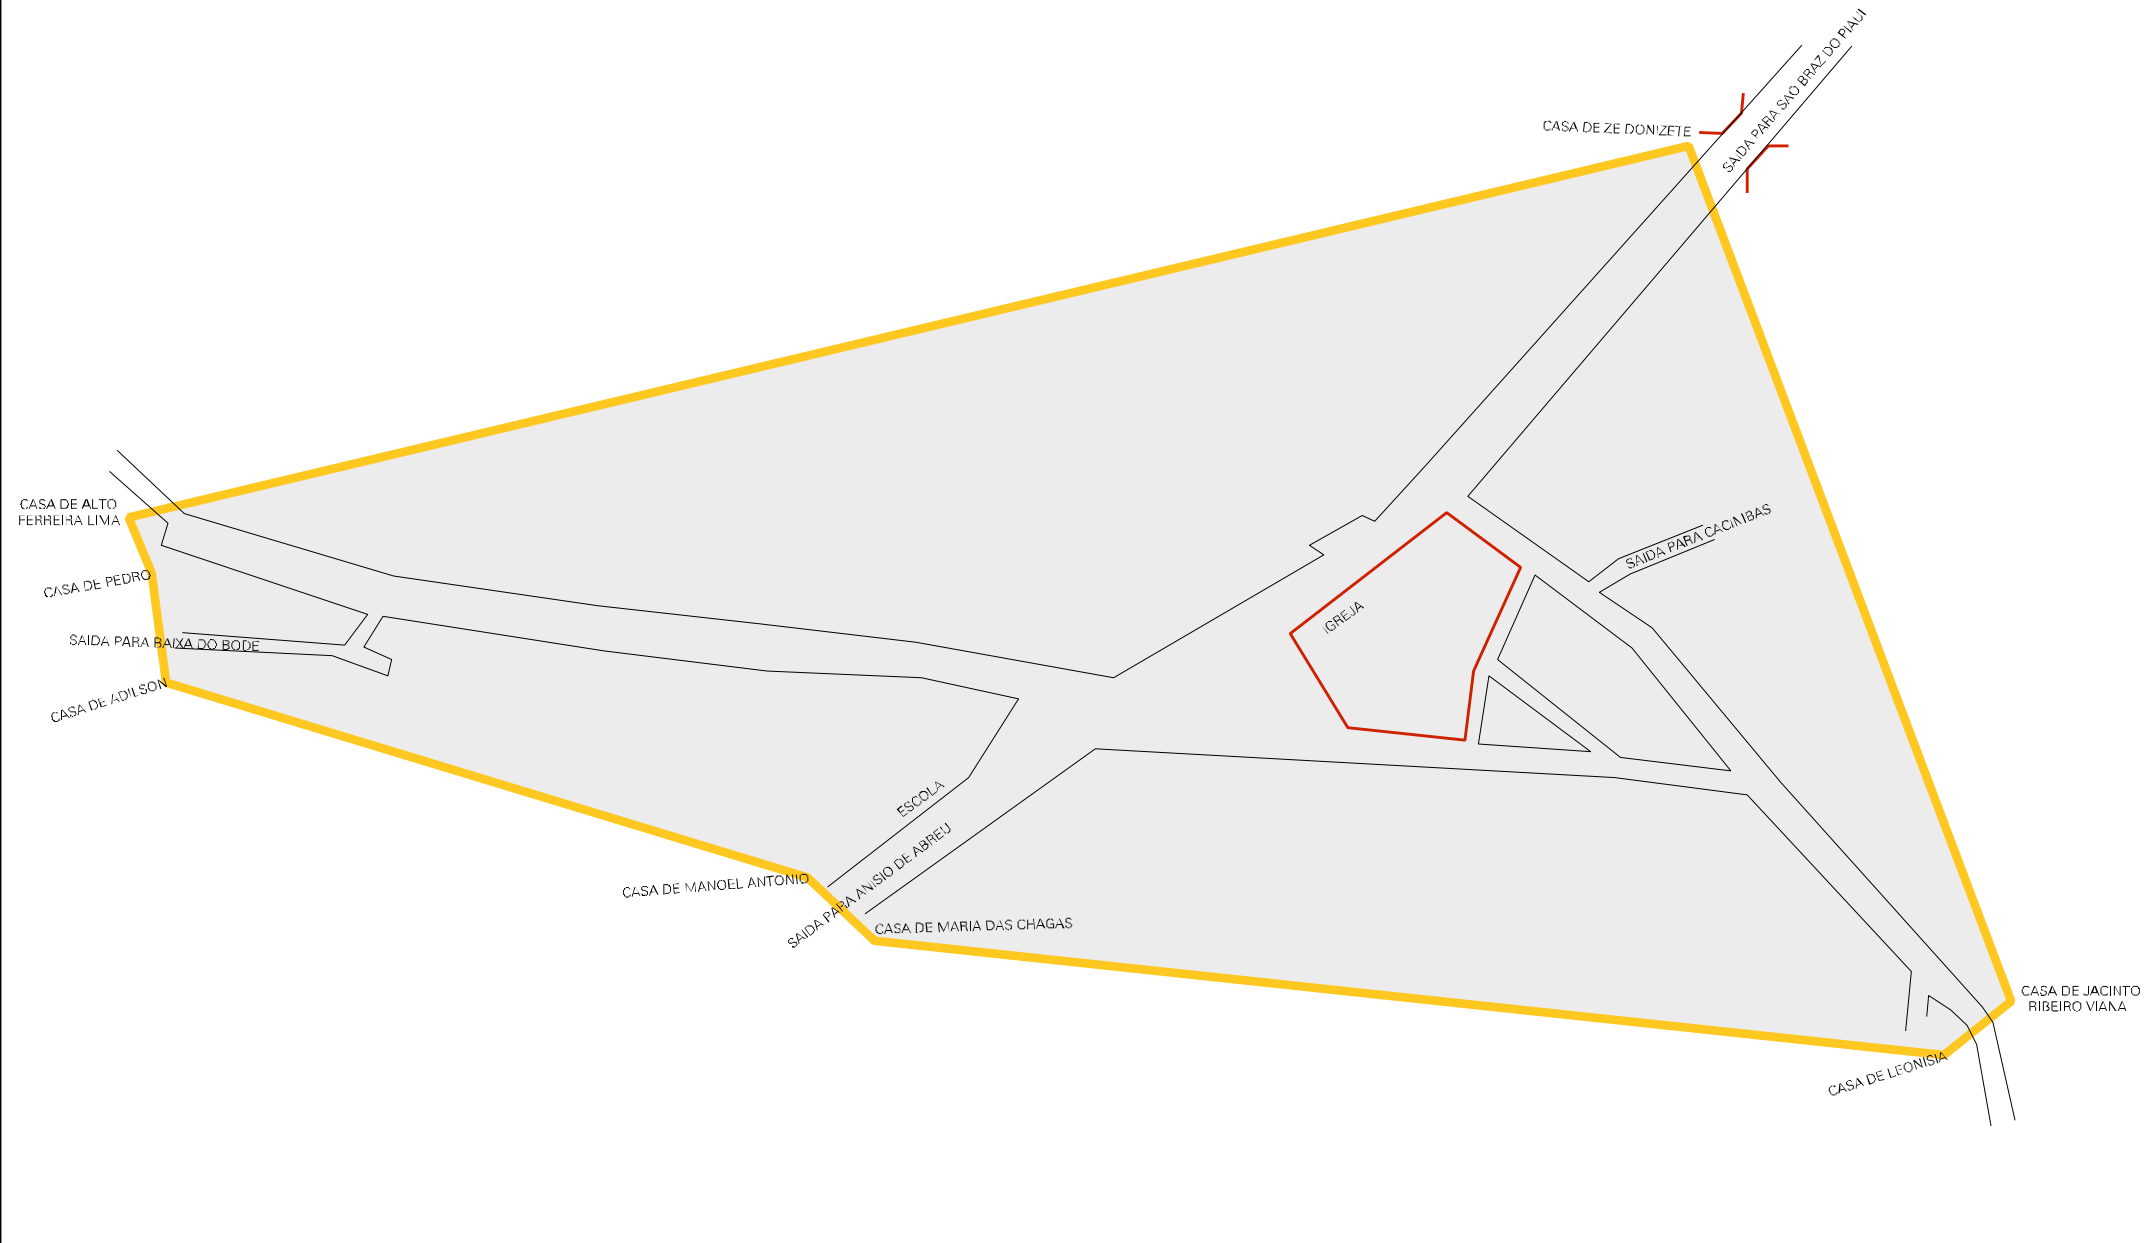 SAIDA PARA SAO BRAZ DO PIAUI
CASA DE ZE DONIZETE
CASA DE ALTO
FERREIRA LIMA
SAIDA PARA CACIMBAS
CASA DE PEDRO
IGREJA
SAIDA PARA BAIXA DO BODE
CASA DE ADILSON
ESCOLA
SAIDA PARA ANISIO DE ABREU
CASA DE MANOEL ANTONIO
CASA DE MARIA DAS CHAGAS
CASA DE JACINTO
RIBEIRO VIANA
CASA DE LEONISIA